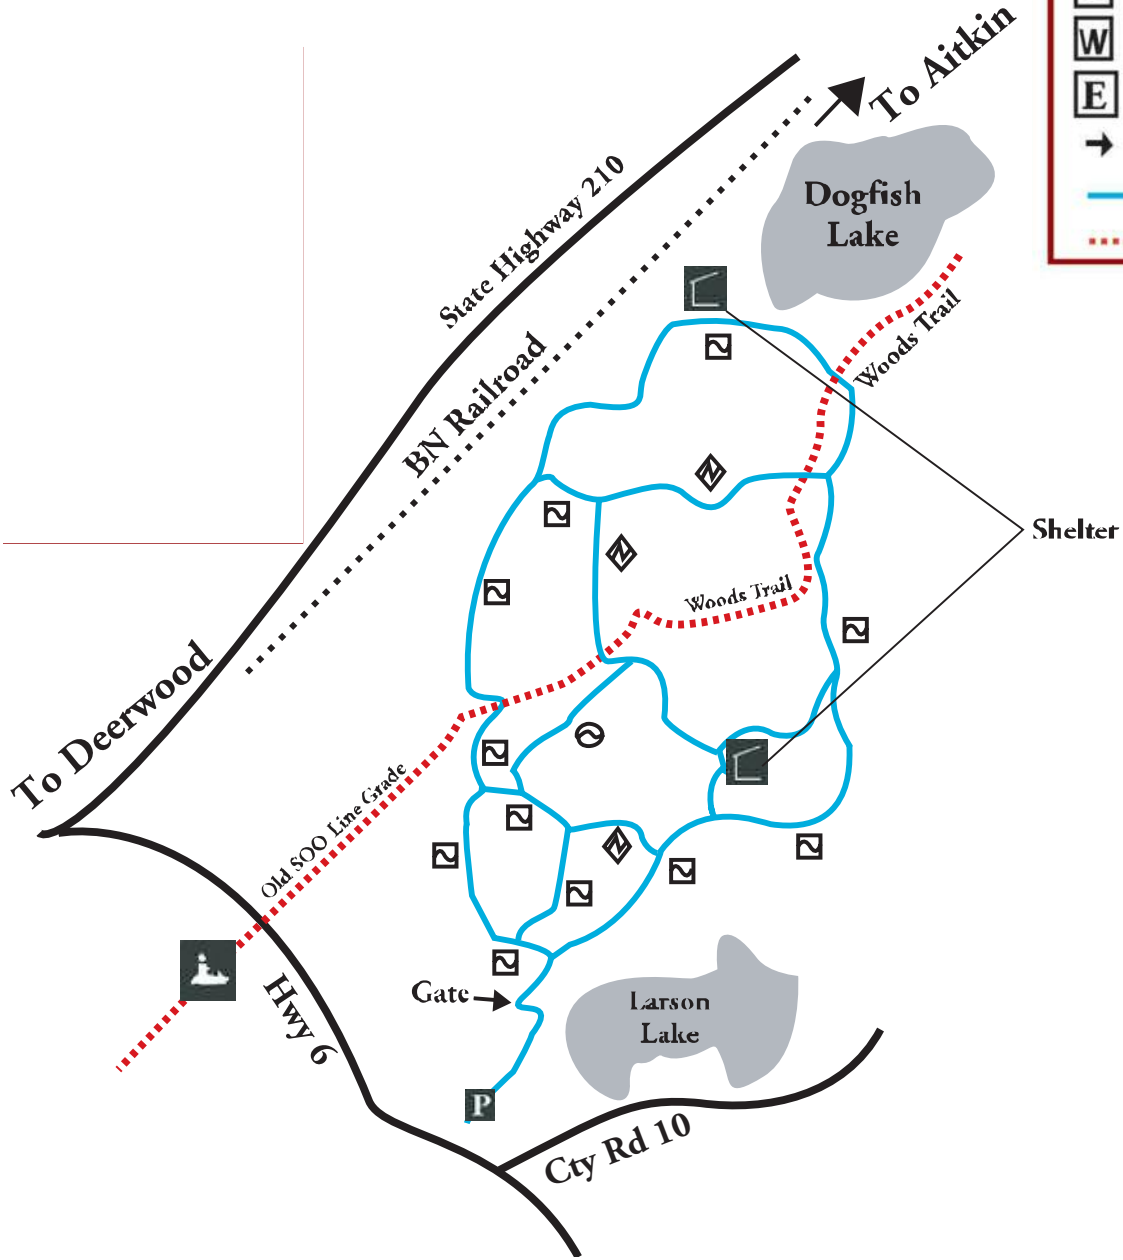 W
E
To Aitkin
Dogfish
Lake
State Highway 210
Woods Trail
BN Railroad
Shelter
Woods Trail
To Deerwood
Old SOO Line Grade
Gate
Larson
Lake
Hwy 6
P
Cty Rd 10